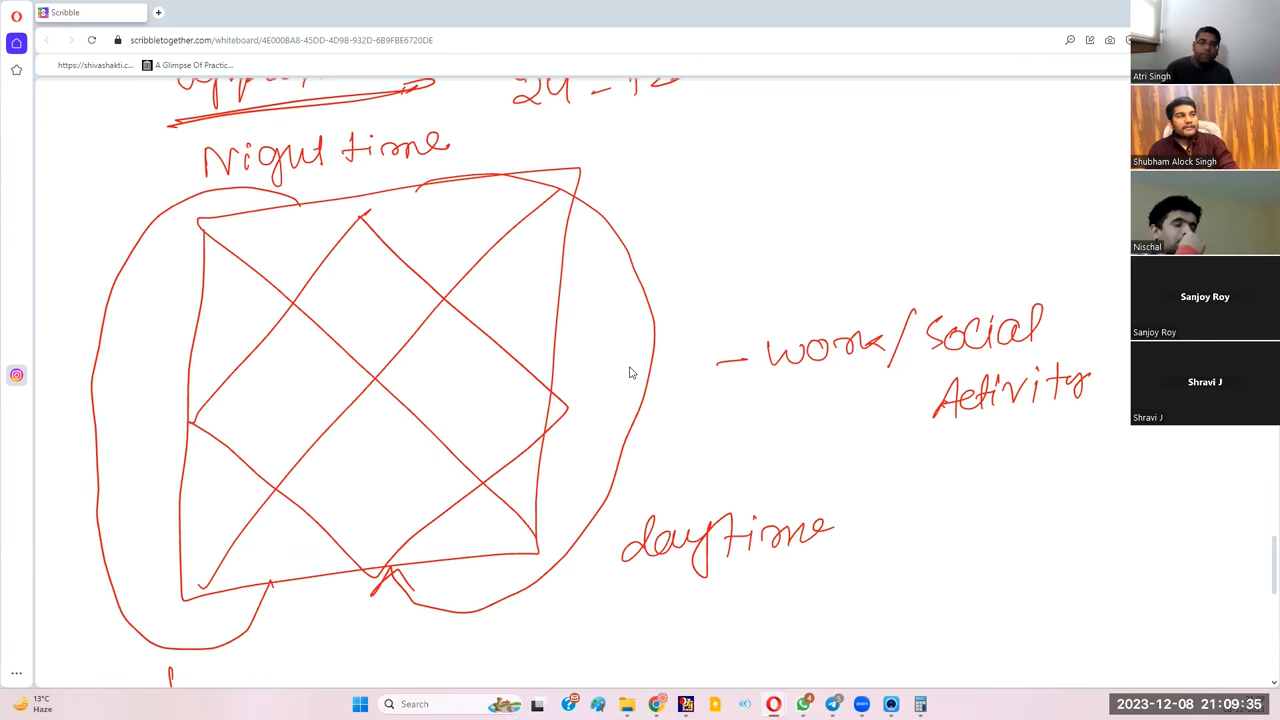 Scribble
scribbletogether.com/whiteboard/4E000BA8-45DD-4D9B-932D-6B9FBE6720DE
https://shivashakti.c...
A Glimpse Of Practic...
24 - 12
Night time
- work/ Social
Activity
daytime
Atri Singh
Shubham Alock Singh
Nischal
Sanjoy Roy
Sanjoy Roy
Shravi J
Shravi J
13°C
Haze
Search
2023-12-08 21:09:35